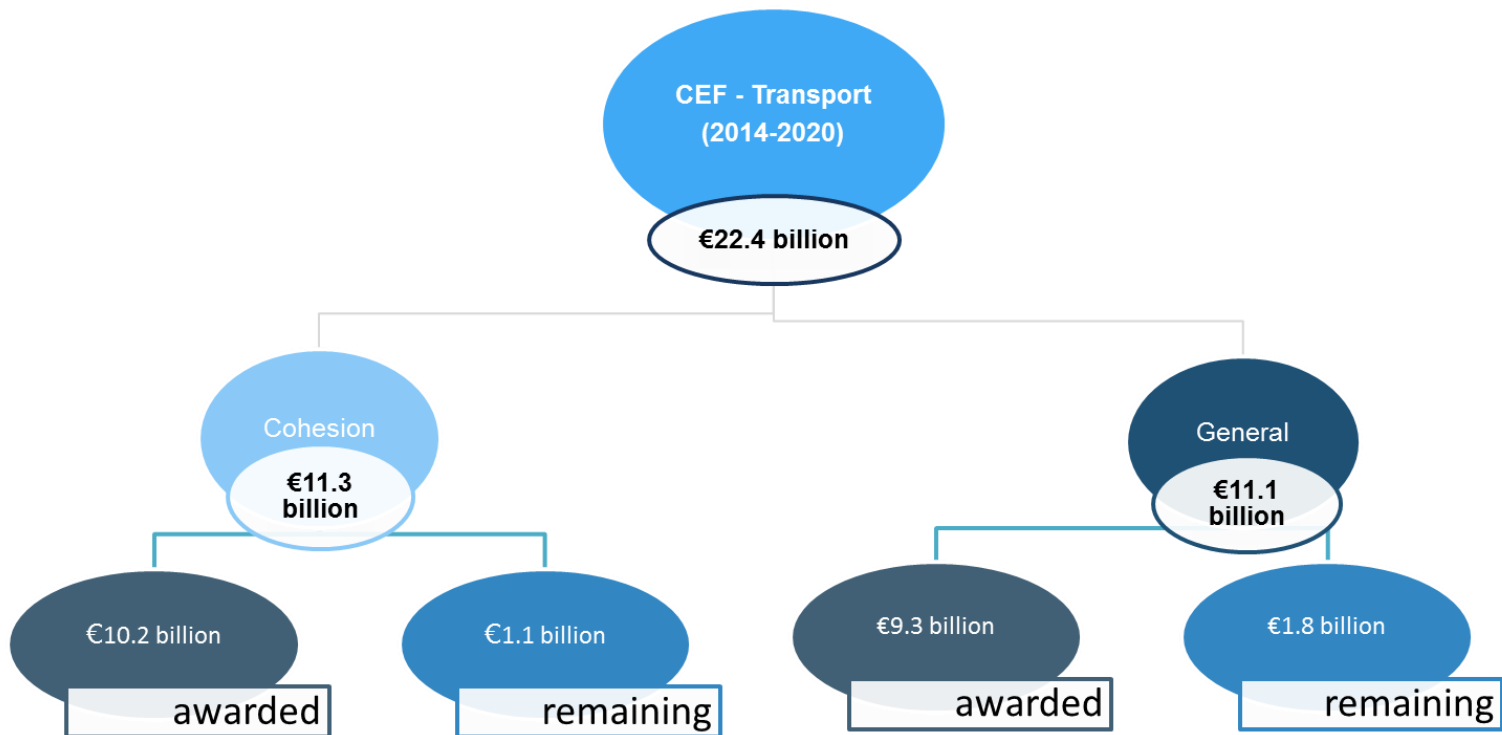 CEF - Transport
(2014-2020)
€22.4 billion
Cohesion
€11.3
billion
General
€11.1
billion
€10.2 billion
awarded
€1.1 billion
remaining
€9.3 billion
awarded
€1.8 billion
remaining